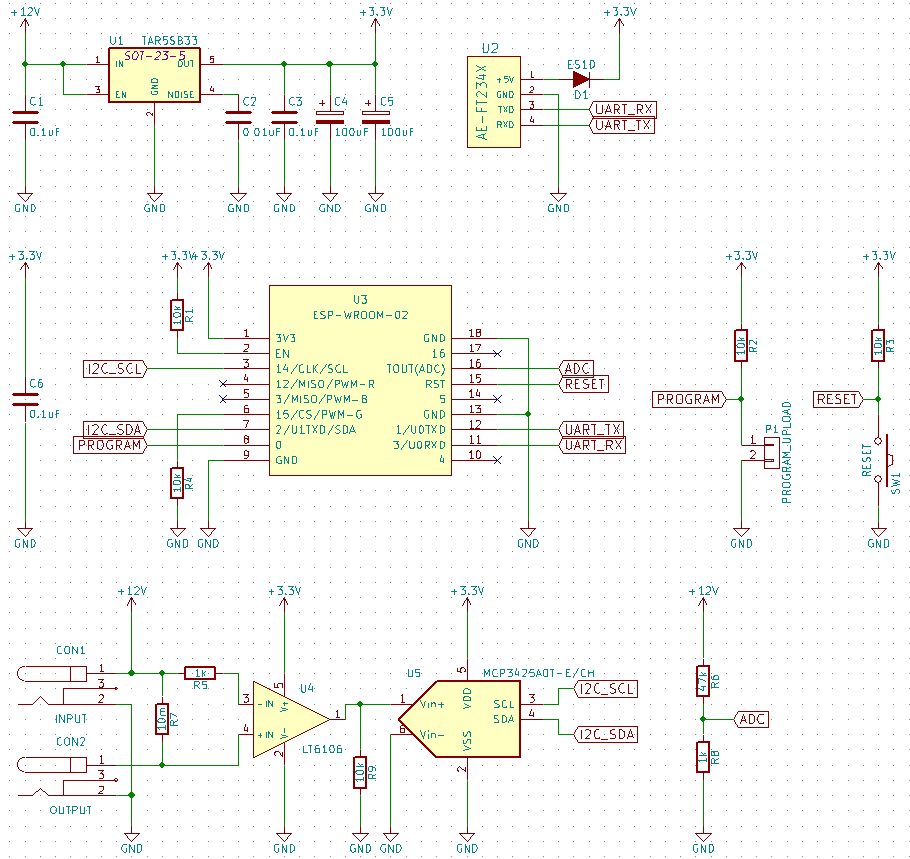 +12V
U1 TAR5SB33
SOT-23-5
1 IN OUT 5
GND
3 EN NOISE 4
2
C1
0.1uF
C2
0.01uF
C3
0.1uF
+3.3V
C4
100uF
C5
100uF
GND
GND
GND
GND
GND
GND
+3.3V
U2
AE-FT234X
+5V 1
GND 2
TXD 3
RXD 4
ES1D
D1
UART_RX
UART_TX
GND
+3.3V
C6
0.1uF
GND
+3.3V
+3.3V
10k
R1
U3
ESP-WROOM-02
1 3V3 GND 18
2 EN 16 17
3 14/CLK/SCL TOUT(ADC) 16
4 12/MISO/PWM-R RST 15
5 3/MISO/PWM-B 5 14
6 15/CS/PWM-G GND 13
7 2/U1TXD/SDA 1/U0TXD 12
8 0 3/U0RXD 11
9 GND 4 10
I2C_SCL
I2C_SDA
PROGRAM
10k
R4
GND
GND
ADC
RESET
UART_TX
UART_RX
GND
+3.3V
10k
R2
PROGRAM
P1
1
2
PROGRAM_UPLOAD
GND
+3.3V
10k
R3
RESET
RESET
SW1
GND
+12V
CON1
1
3
2
INPUT
CON2
1
3
2
OUTPUT
GND
1k
R5
10m
R7
+3.3V
U4
3 -IN
4 +IN
V+ 5
V- 2
1
LT6106
GND
10k
R9
GND
+3.3V
U5 MCP3425A0T-E/CH
1 Vin+
6 Vin-
VDD 5
VSS 2
SCL 3
SDA 4
I2C_SCL
I2C_SDA
GND
GND
+12V
47k
R6
ADC
1k
R8
GND